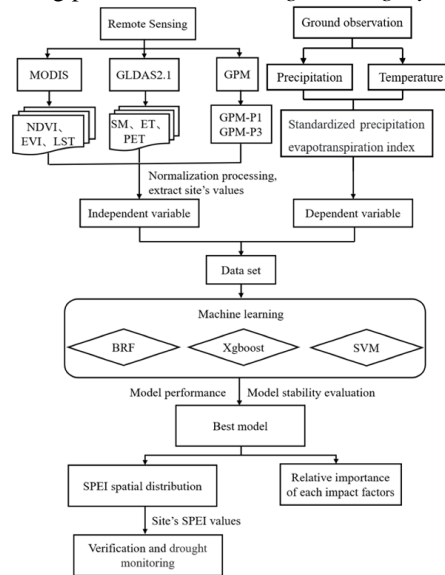 Remote Sensing
Ground observation
MODIS
GLDAS2.1
GPM
Precipitation
Temperature
NDVI、
EVI、LST
SM、ET、
PET
GPM-P1
GPM-P3
Standardized precipitation
evapotranspiration index
Normalization processing,
extract site's values
Independent variable
Dependent variable
Data set
Machine learning
BRF
Xgboost
SVM
Model performance
Model stability evaluation
Best model
SPEI spatial distribution
Relative importance
of each impact factors
Site's SPEI values
Verification and drought
monitoring